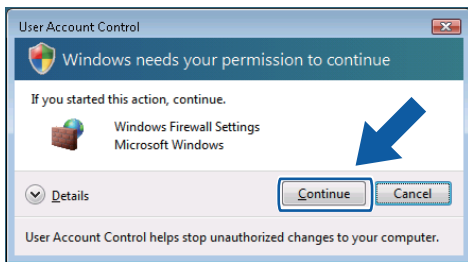 User Account Control
Windows needs your permission to continue
If you started this action, continue.
Windows Firewall Settings
Microsoft Windows
Details
Continue
Cancel
User Account Control helps stop unauthorized changes to your computer.